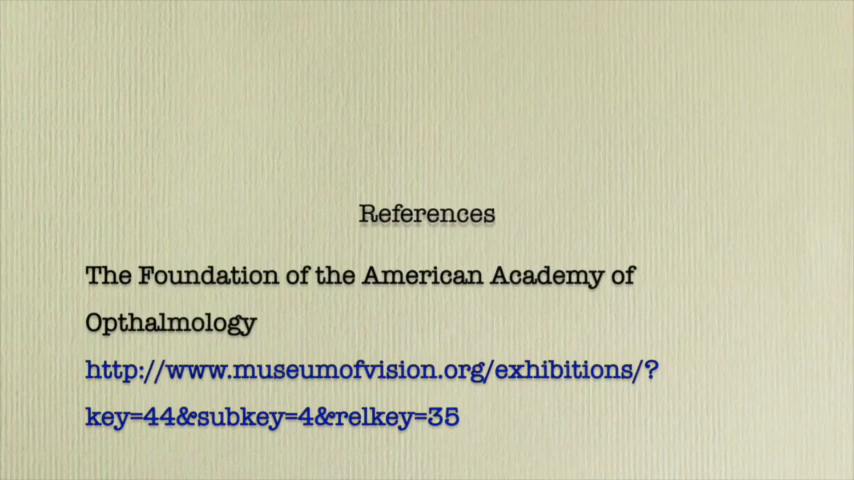 References
The Foundation of the American Academy of
Opthalmology
http://www.museumofvision.org/exhibitions/?
key=44&subkey=4&relkey=35